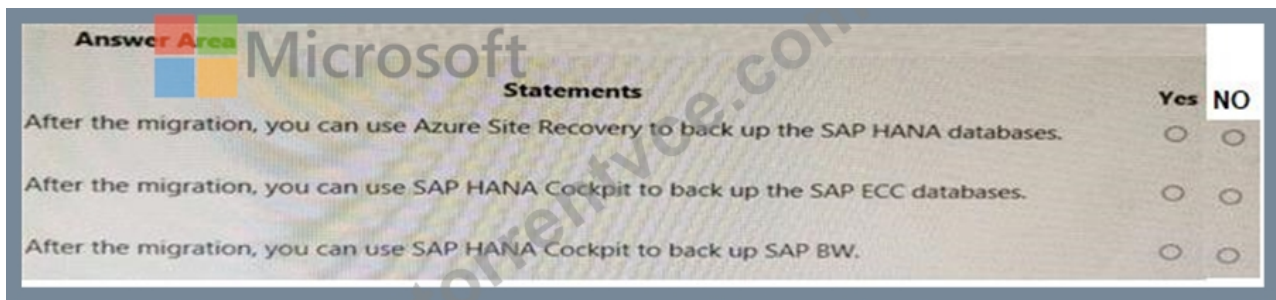 Answer Area
Microsoft
Statements
Yes NO
After the migration, you can use Azure Site Recovery to back up the SAP HANA databases.
After the migration, you can use SAP HANA Cockpit to back up the SAP ECC databases.
After the migration, you can use SAP HANA Cockpit to back up SAP BW.
torrentvce.com